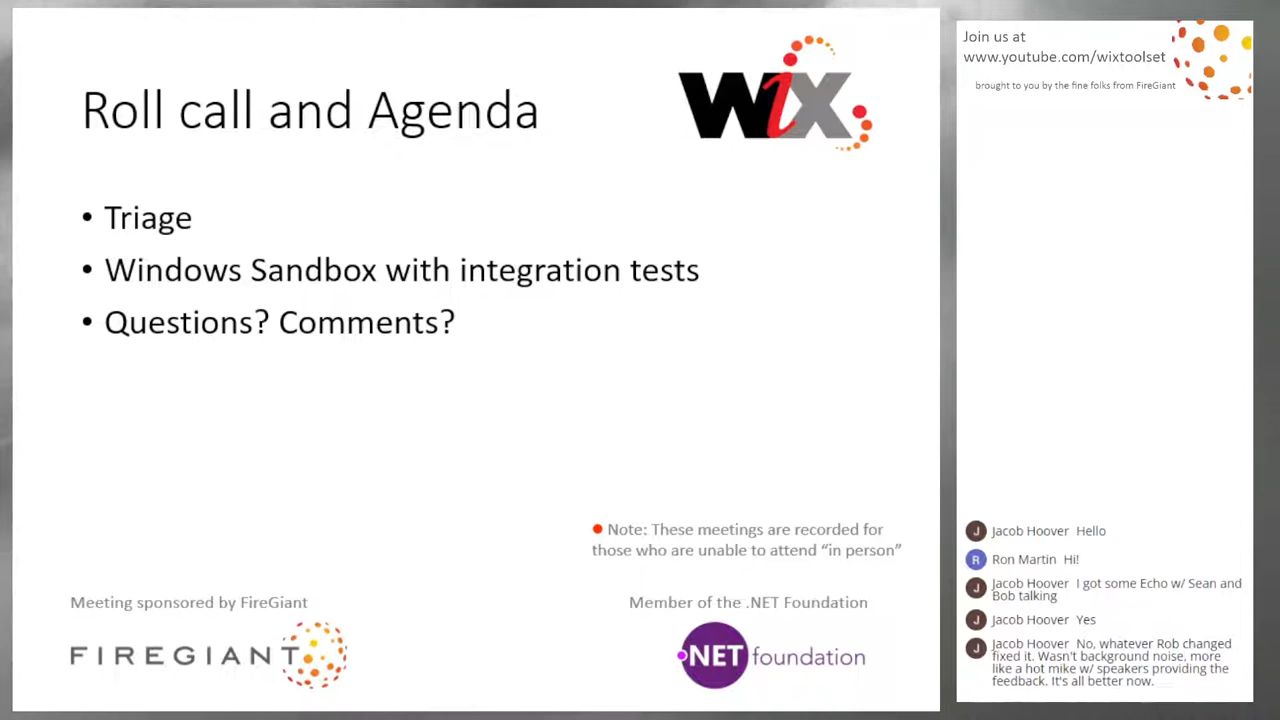 Roll call and Agenda
WiX
• Triage
• Windows Sandbox with integration tests
• Questions? Comments?
Note: These meetings are recorded for
those who are unable to attend “in person”
Meeting sponsored by FireGiant
FIREGIANT
Member of the .NET Foundation
.NET foundation
Join us at
www.youtube.com/wixtoolset
brought to you by the fine folks from FireGiant
J Jacob Hoover Hello
R Ron Martin Hi!
J Jacob Hoover I got some Echo w/ Sean and
Bob talking
J Jacob Hoover Yes
J Jacob Hoover No, whatever Rob changed
fixed it. Wasn't background noise, more
like a hot mike w/ speakers providing the
feedback. It's all better now.